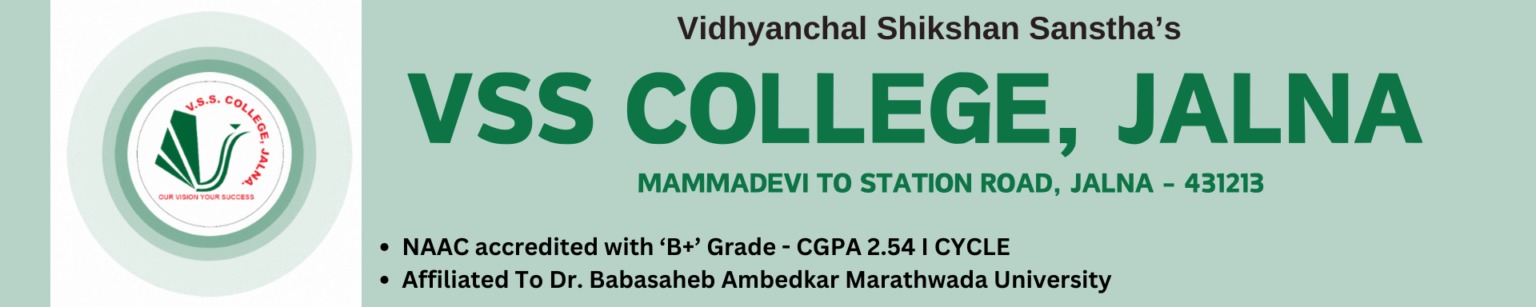 V.S.S. COLLEGE, JALNA.
OUR VISION YOUR SUCCESS
Vidhyanchal Shikshan Sanstha’s
VSS COLLEGE, JALNA
MAMMADEVI TO STATION ROAD, JALNA – 431213
• NAAC accredited with ‘B+’ Grade - CGPA 2.54 I CYCLE
• Affiliated To Dr. Babasaheb Ambedkar Marathwada University